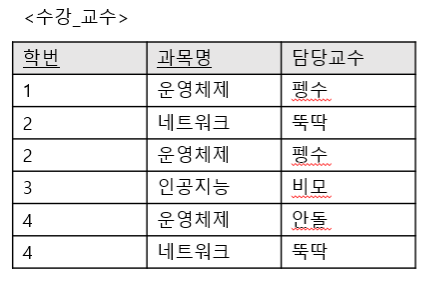 <수강_교수>
학번 과목명 담당교수
1 운영체제 펭수
2 네트워크 뚝딱
2 운영체제 펭수
3 인공지능 비모
4 운영체제 안돌
4 네트워크 뚝딱